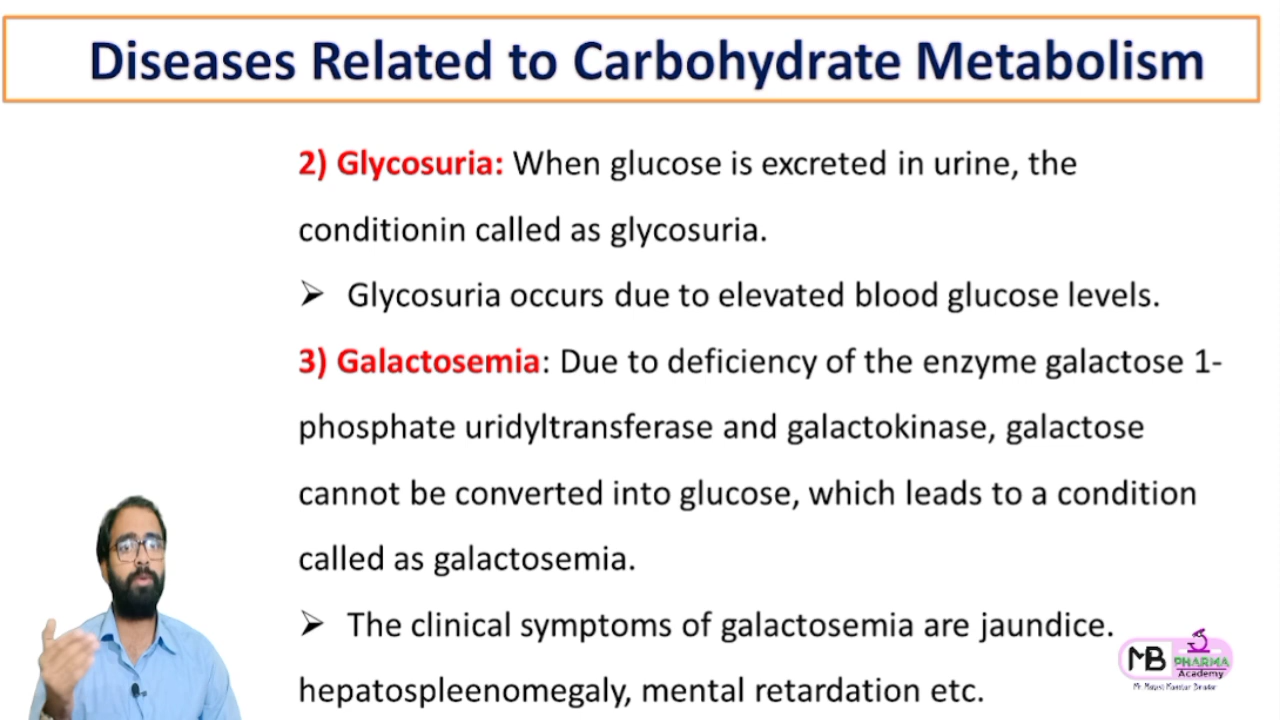 Diseases Related to Carbohydrate Metabolism
2) Glycosuria: When glucose is excreted in urine, the
conditionin called as glycosuria.
➢ Glycosuria occurs due to elevated blood glucose levels.
3) Galactosemia: Due to deficiency of the enzyme galactose 1-
phosphate uridyltransferase and galactokinase, galactose
cannot be converted into glucose, which leads to a condition
called as galactosemia.
➢ The clinical symptoms of galactosemia are jaundice.
hepatospleenomegaly, mental retardation etc.
MB PHARMA
Academy